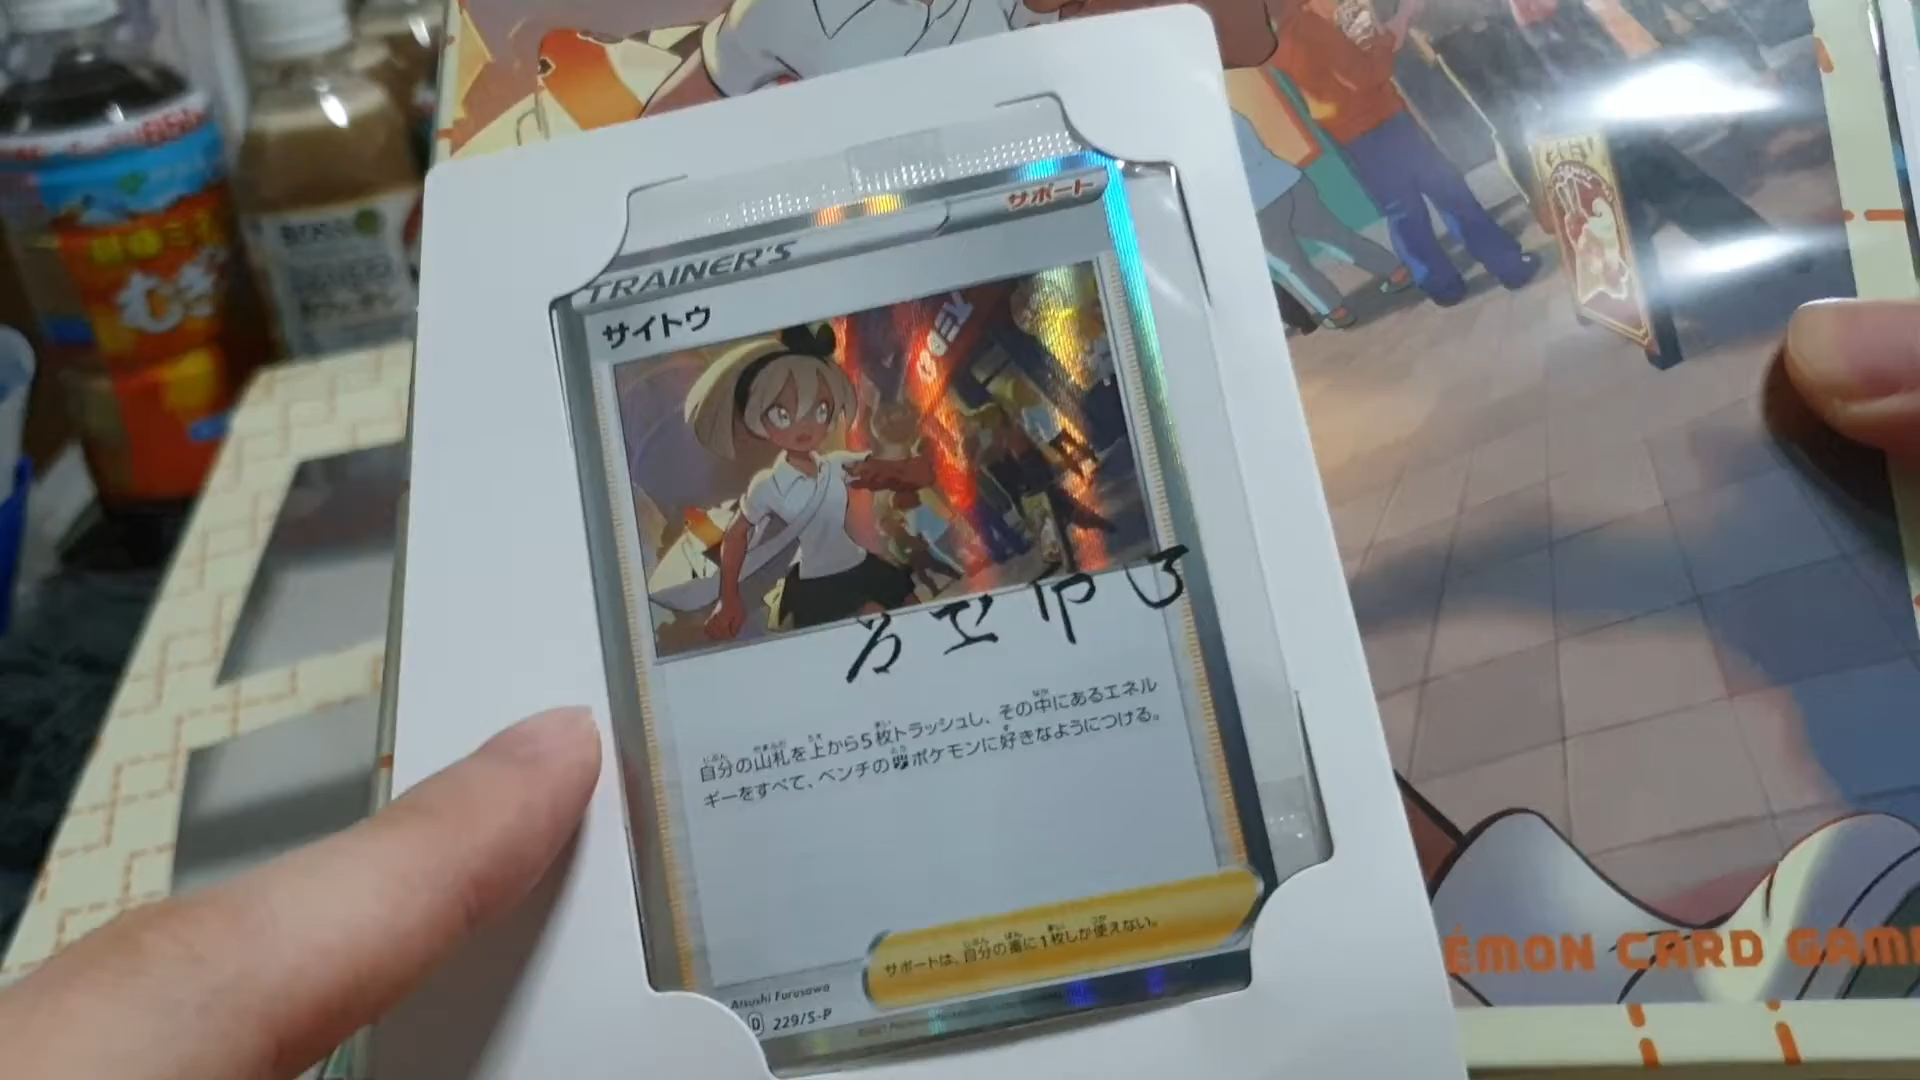 サポート
TRAINER'S
サイトウ
自分の山札を上から5枚トラッシュし、その中にあるエネル
ギーをすべて、ベンチの闘ポケモンに好きなようにつける。
サポートは、自分の番に1枚しか使えない。
Atsushi Furusawa
D 229/S-P
ÉMON CARD GAM
むぎ